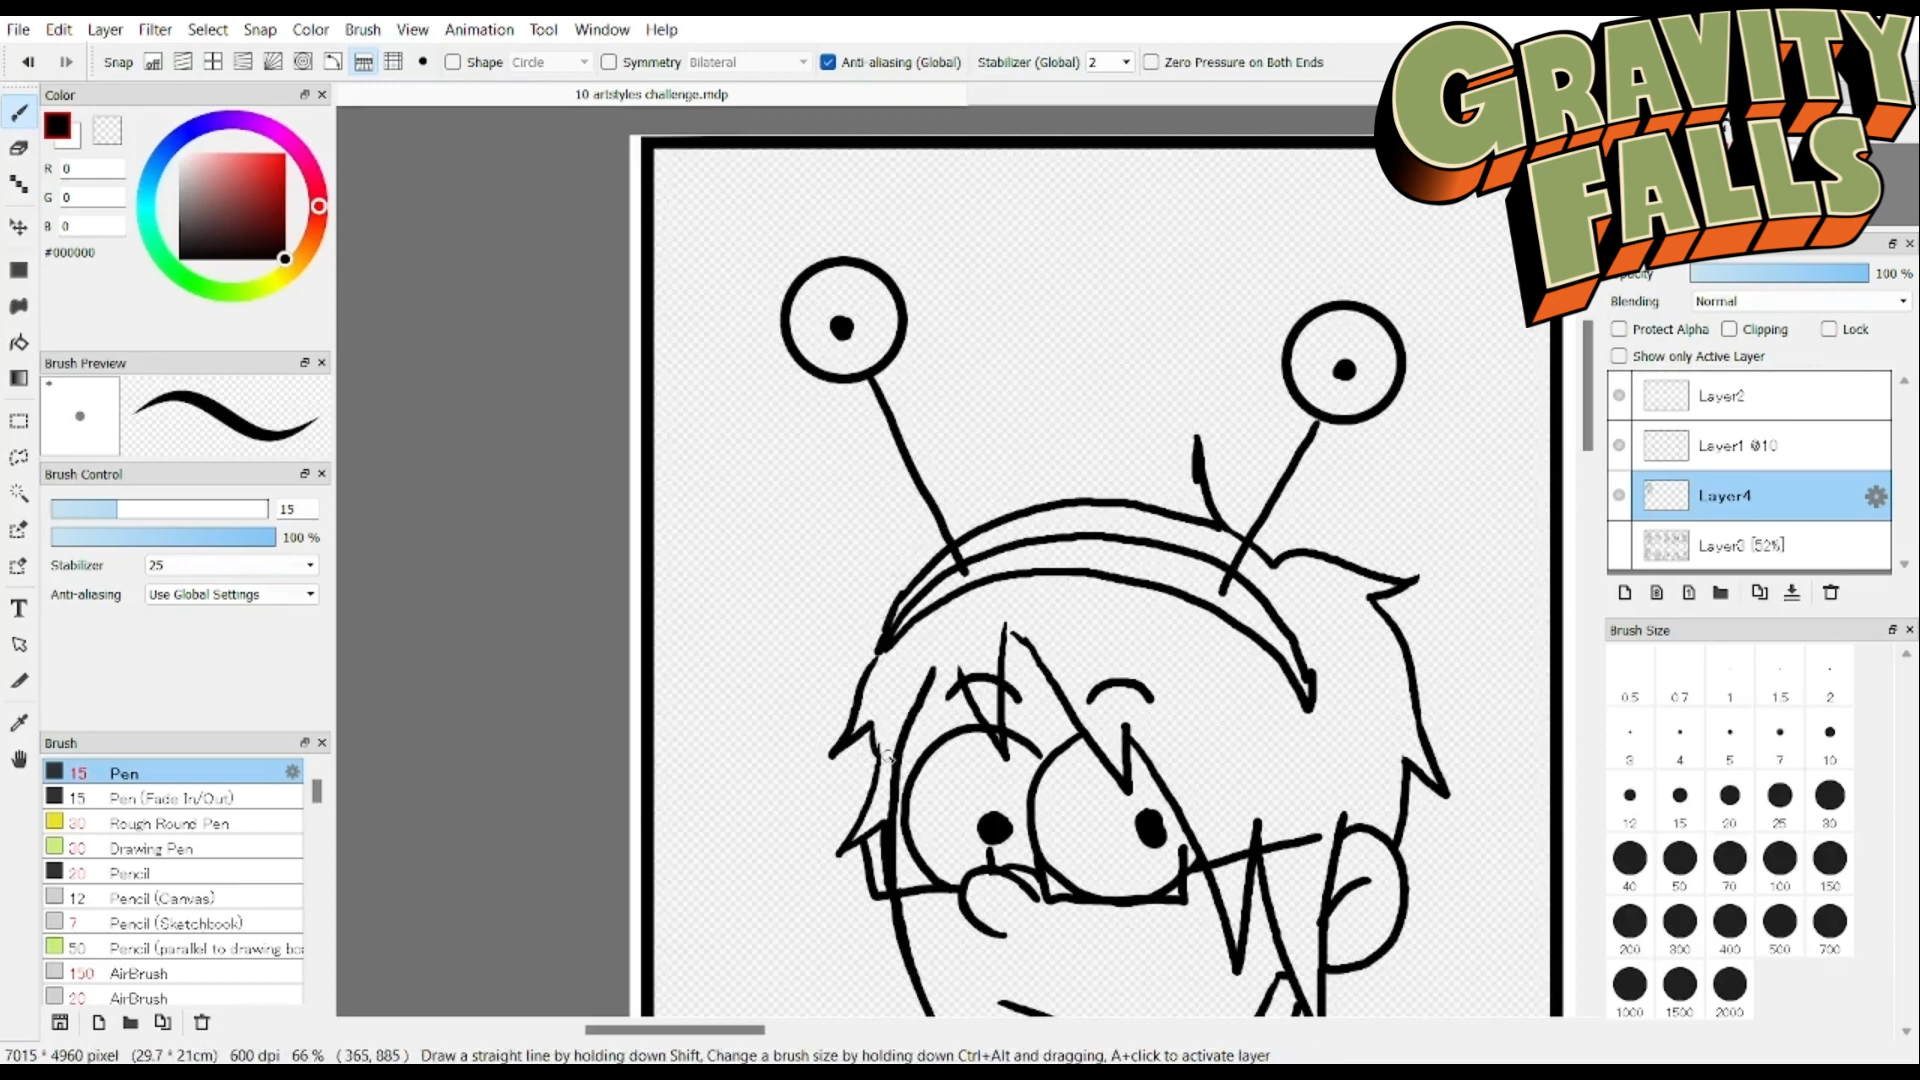 File Edit Layer Filter Select Snap Color Brush View Animation Tool Window Help
GRAVITY
FALLS
Snap off Shape Circle Symmetry Bilateral Anti-aliasing (Global) Stabilizer (Global) 2 Zero Pressure on Both Ends
Color
10 artstyles challenge.mdp
R 0
G 0
B 0
#000000
Brush Preview
Brush Control
15
100 %
Stabilizer 25
Anti-aliasing Use Global Settings
Brush
15 Pen
15 Pen (Fade In/Out)
30 Rough Round Pen
30 Drawing Pen
20 Pencil
12 Pencil (Canvas)
7 Pencil (Sketchbook)
50 Pencil (parallel to drawing boa
150 AirBrush
20 AirBrush
100 %
Blending Normal
Protect Alpha Clipping Lock
Show only Active Layer
Layer2
Layer1
Layer4
Layer3 [52%]
Brush Size
0.5 0.7 1 1.5 2
3 4 5 7 10
12 15 20 25 30
40 50 70 100 150
200 300 400 500 700
1000 1500 2000
7015 * 4960 pixel (29.7 * 21cm) 600 dpi 66 % ( 365, 885 ) Draw a straight line by holding down Shift, Change a brush size by holding down Ctrl+Alt and dragging, A+click to activate layer